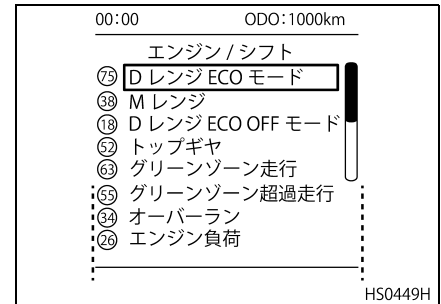 00:00 ODO:1000km
エンジン / シフト
75 D レンジ ECO モード
38 M レンジ
18 D レンジ ECO OFF モード
52 トップギヤ
63 グリーンゾーン走行
55 グリーンゾーン超過走行
34 オーバーラン
26 エンジン負荷
HS0449H